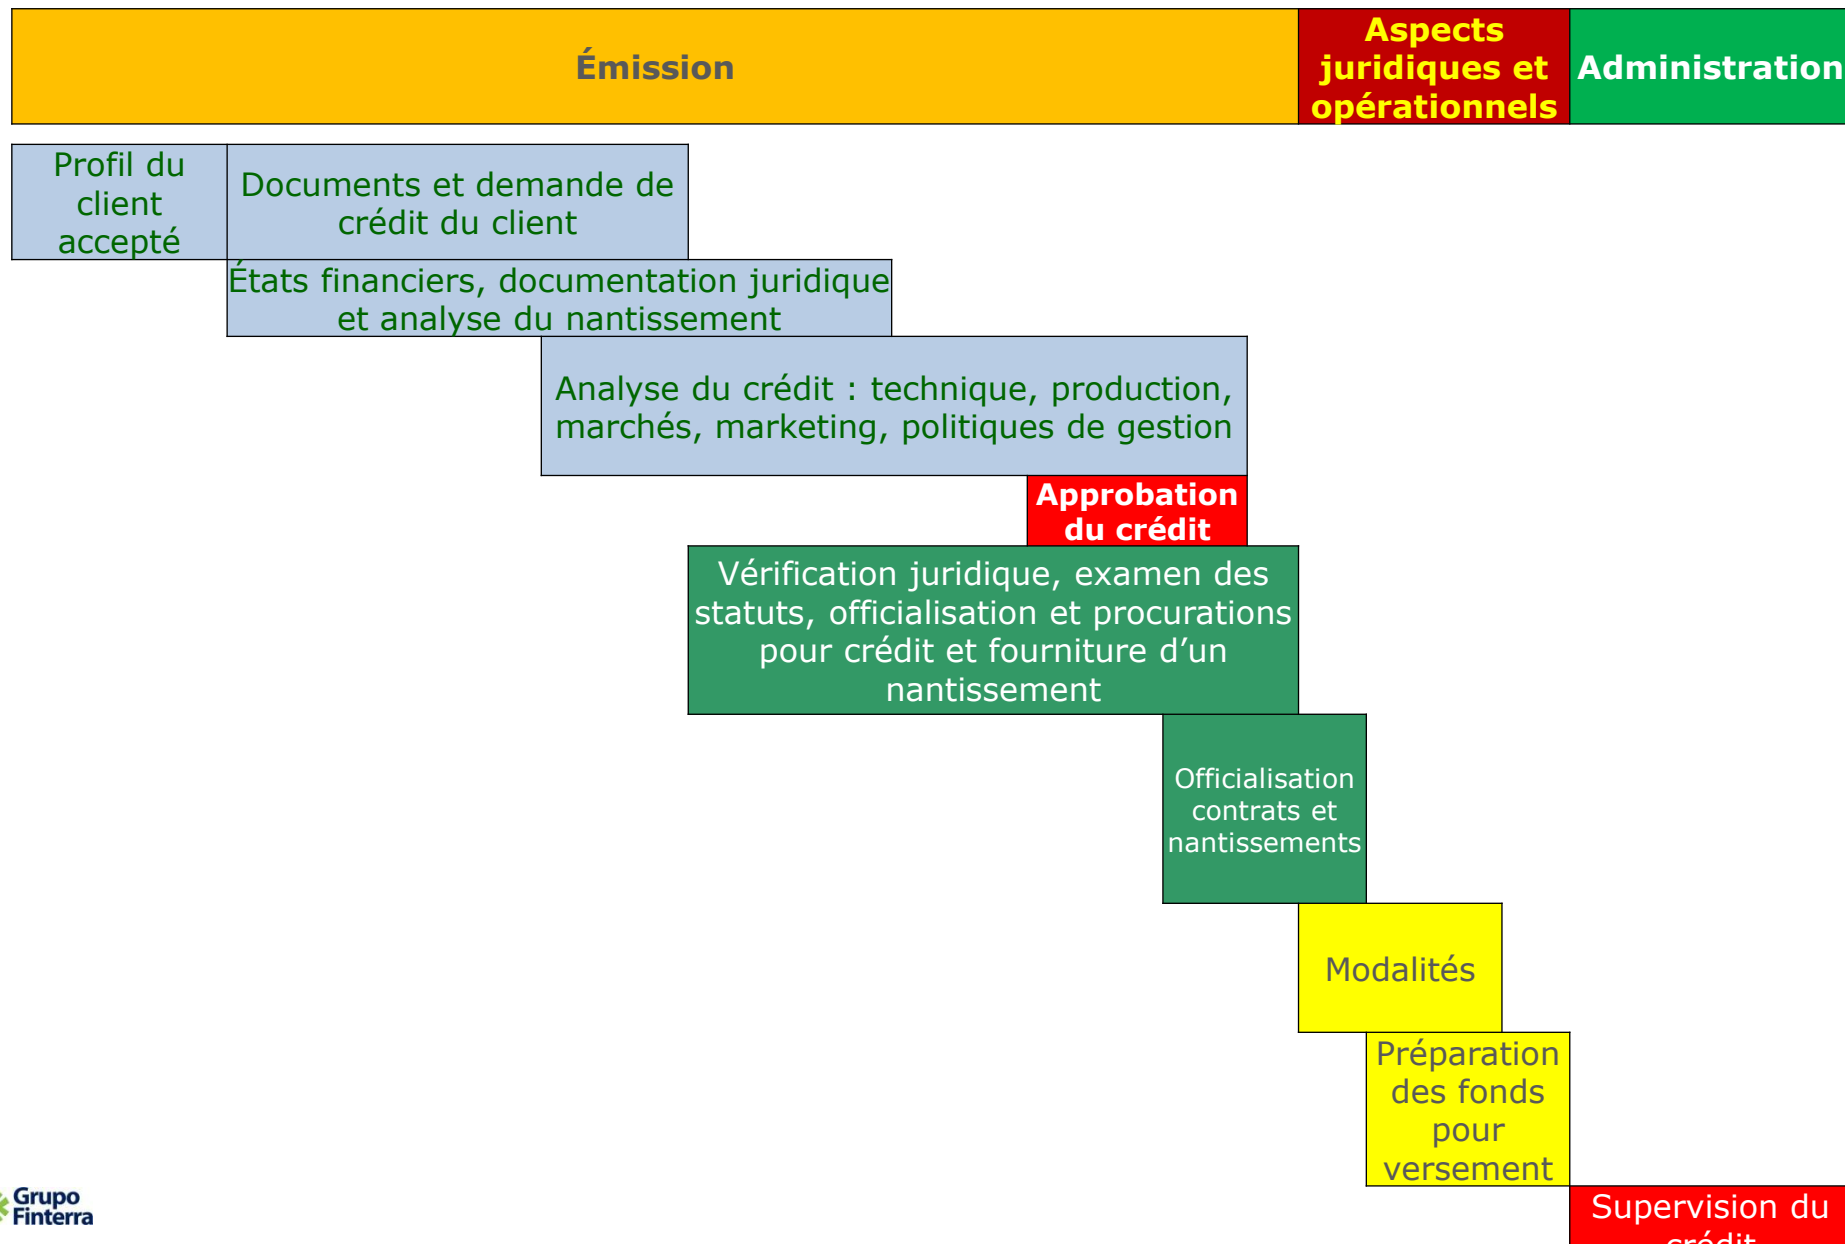 Émission
Aspects
juridiques et
opérationnels
Administration
Profil du
client
accepté
Documents et demande de
crédit du client
États financiers, documentation juridique
et analyse du nantissement
Analyse du crédit : technique, production,
marchés, marketing, politiques de gestion
Approbation
du crédit
Vérification juridique, examen des
statuts, officialisation et procurations
pour crédit et fourniture d’un
nantissement
Officialisation
contrats et
nantissements
Modalités
Préparation
des fonds
pour
versement
Supervision du
crédit
Grupo
Finterra